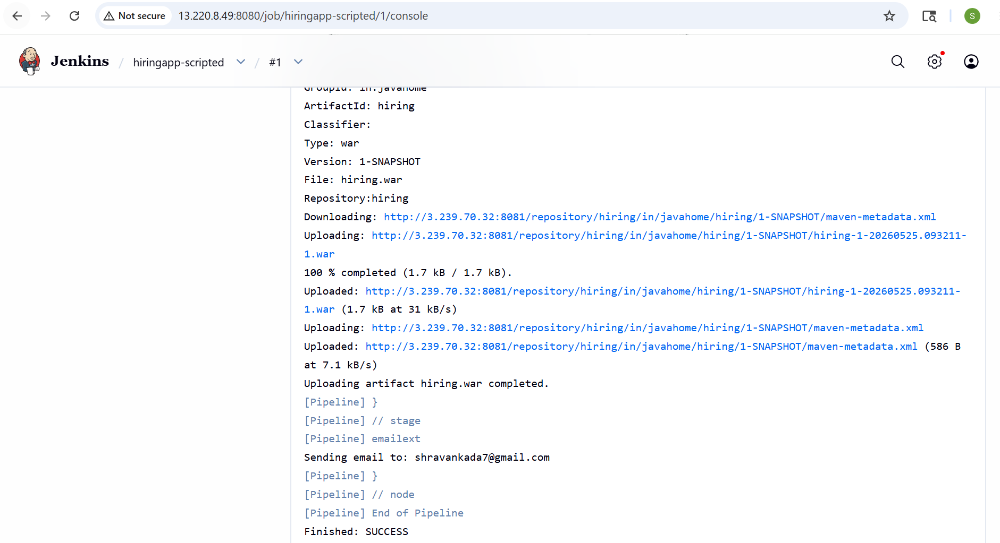 Not secure 13.220.8.49:8080/job/hiringapp-scripted/1/console S
Jenkins / hiringapp-scripted / #1
GroupId: in.javahome
ArtifactId: hiring
Classifier:
Type: war
Version: 1-SNAPSHOT
File: hiring.war
Repository:hiring
Downloading: http://3.239.70.32:8081/repository/hiring/in/javahome/hiring/1-SNAPSHOT/maven-metadata.xml
Uploading: http://3.239.70.32:8081/repository/hiring/in/javahome/hiring/1-SNAPSHOT/hiring-1-20260525.093211-
1.war
100 % completed (1.7 kB / 1.7 kB).
Uploaded: http://3.239.70.32:8081/repository/hiring/in/javahome/hiring/1-SNAPSHOT/hiring-1-20260525.093211-
1.war (1.7 kB at 31 kB/s)
Uploading: http://3.239.70.32:8081/repository/hiring/in/javahome/hiring/1-SNAPSHOT/maven-metadata.xml
Uploaded: http://3.239.70.32:8081/repository/hiring/in/javahome/hiring/1-SNAPSHOT/maven-metadata.xml (586 B
at 7.1 kB/s)
Uploading artifact hiring.war completed.
[Pipeline] }
[Pipeline] // stage
[Pipeline] emailext
Sending email to: shravankada7@gmail.com
[Pipeline] }
[Pipeline] // node
[Pipeline] End of Pipeline
Finished: SUCCESS